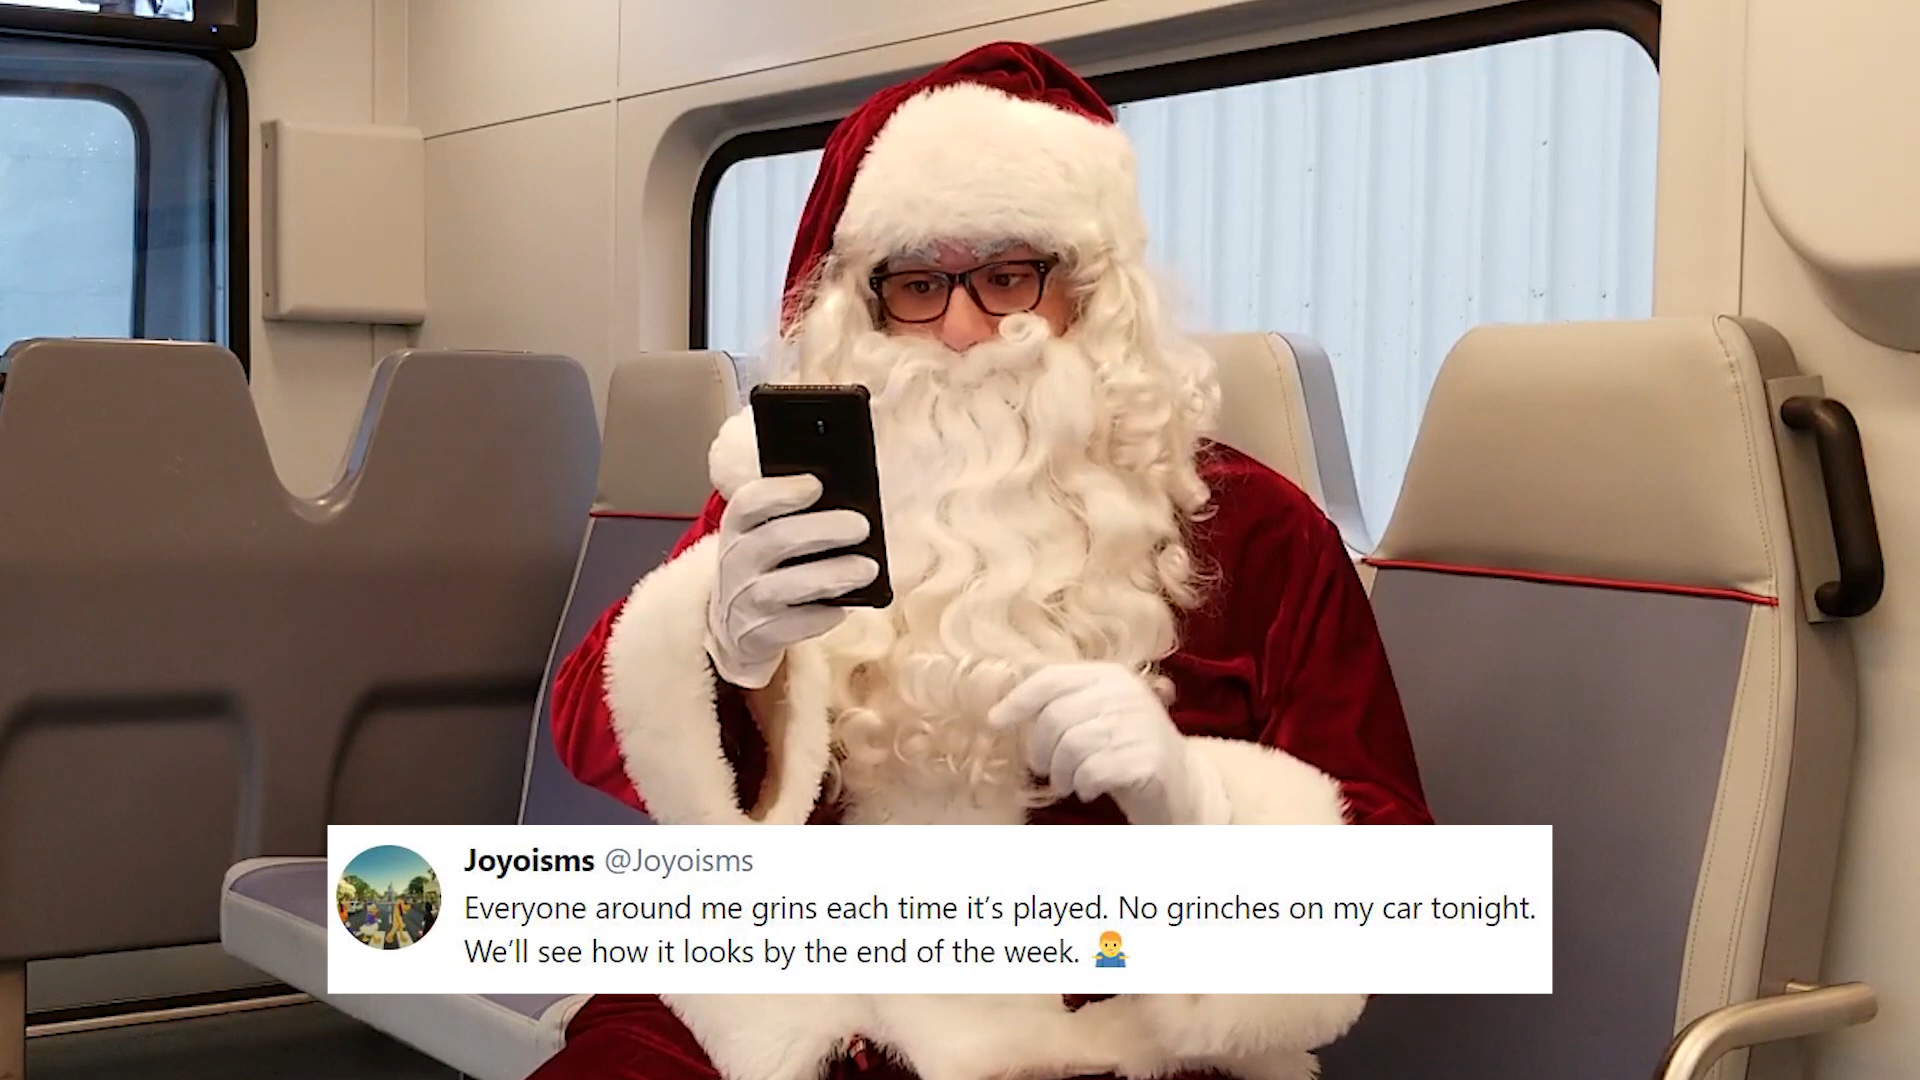 Joyoisms @Joyoisms
Everyone around me grins each time it's played. No grinches on my car tonight.
We'll see how it looks by the end of the week. 🤷‍♂️